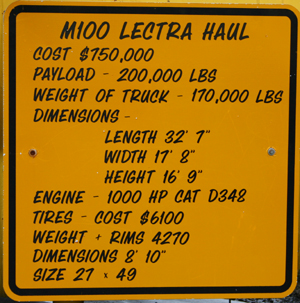 M100 LECTRA HAUL
COST $750,000
PAYLOAD - 200,000 LBS
WEIGHT OF TRUCK - 170,000 LBS
DIMENSIONS -
LENGTH 32' 7"
WIDTH 17' 8"
HEIGHT 16' 9"
ENGINE - 1000 HP CAT D348
TIRES - COST $6100
WEIGHT + RIMS 4270
DIMENSIONS 8' 10"
SIZE 27 x 49